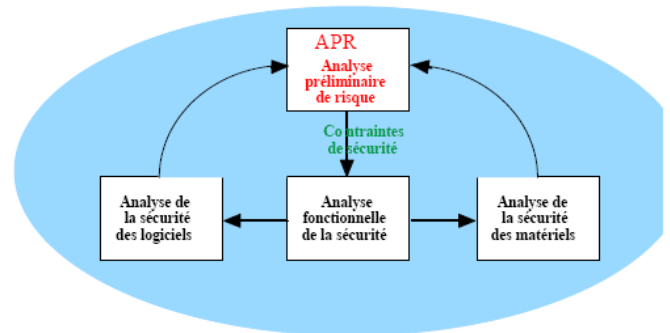 APR
Analyse
préliminaire
de risque
Contraintes
de sécurité
Analyse de
la sécurité
des logiciels
Analyse
fonctionnelle
de la sécurité
Analyse de
la sécurité
des matériels